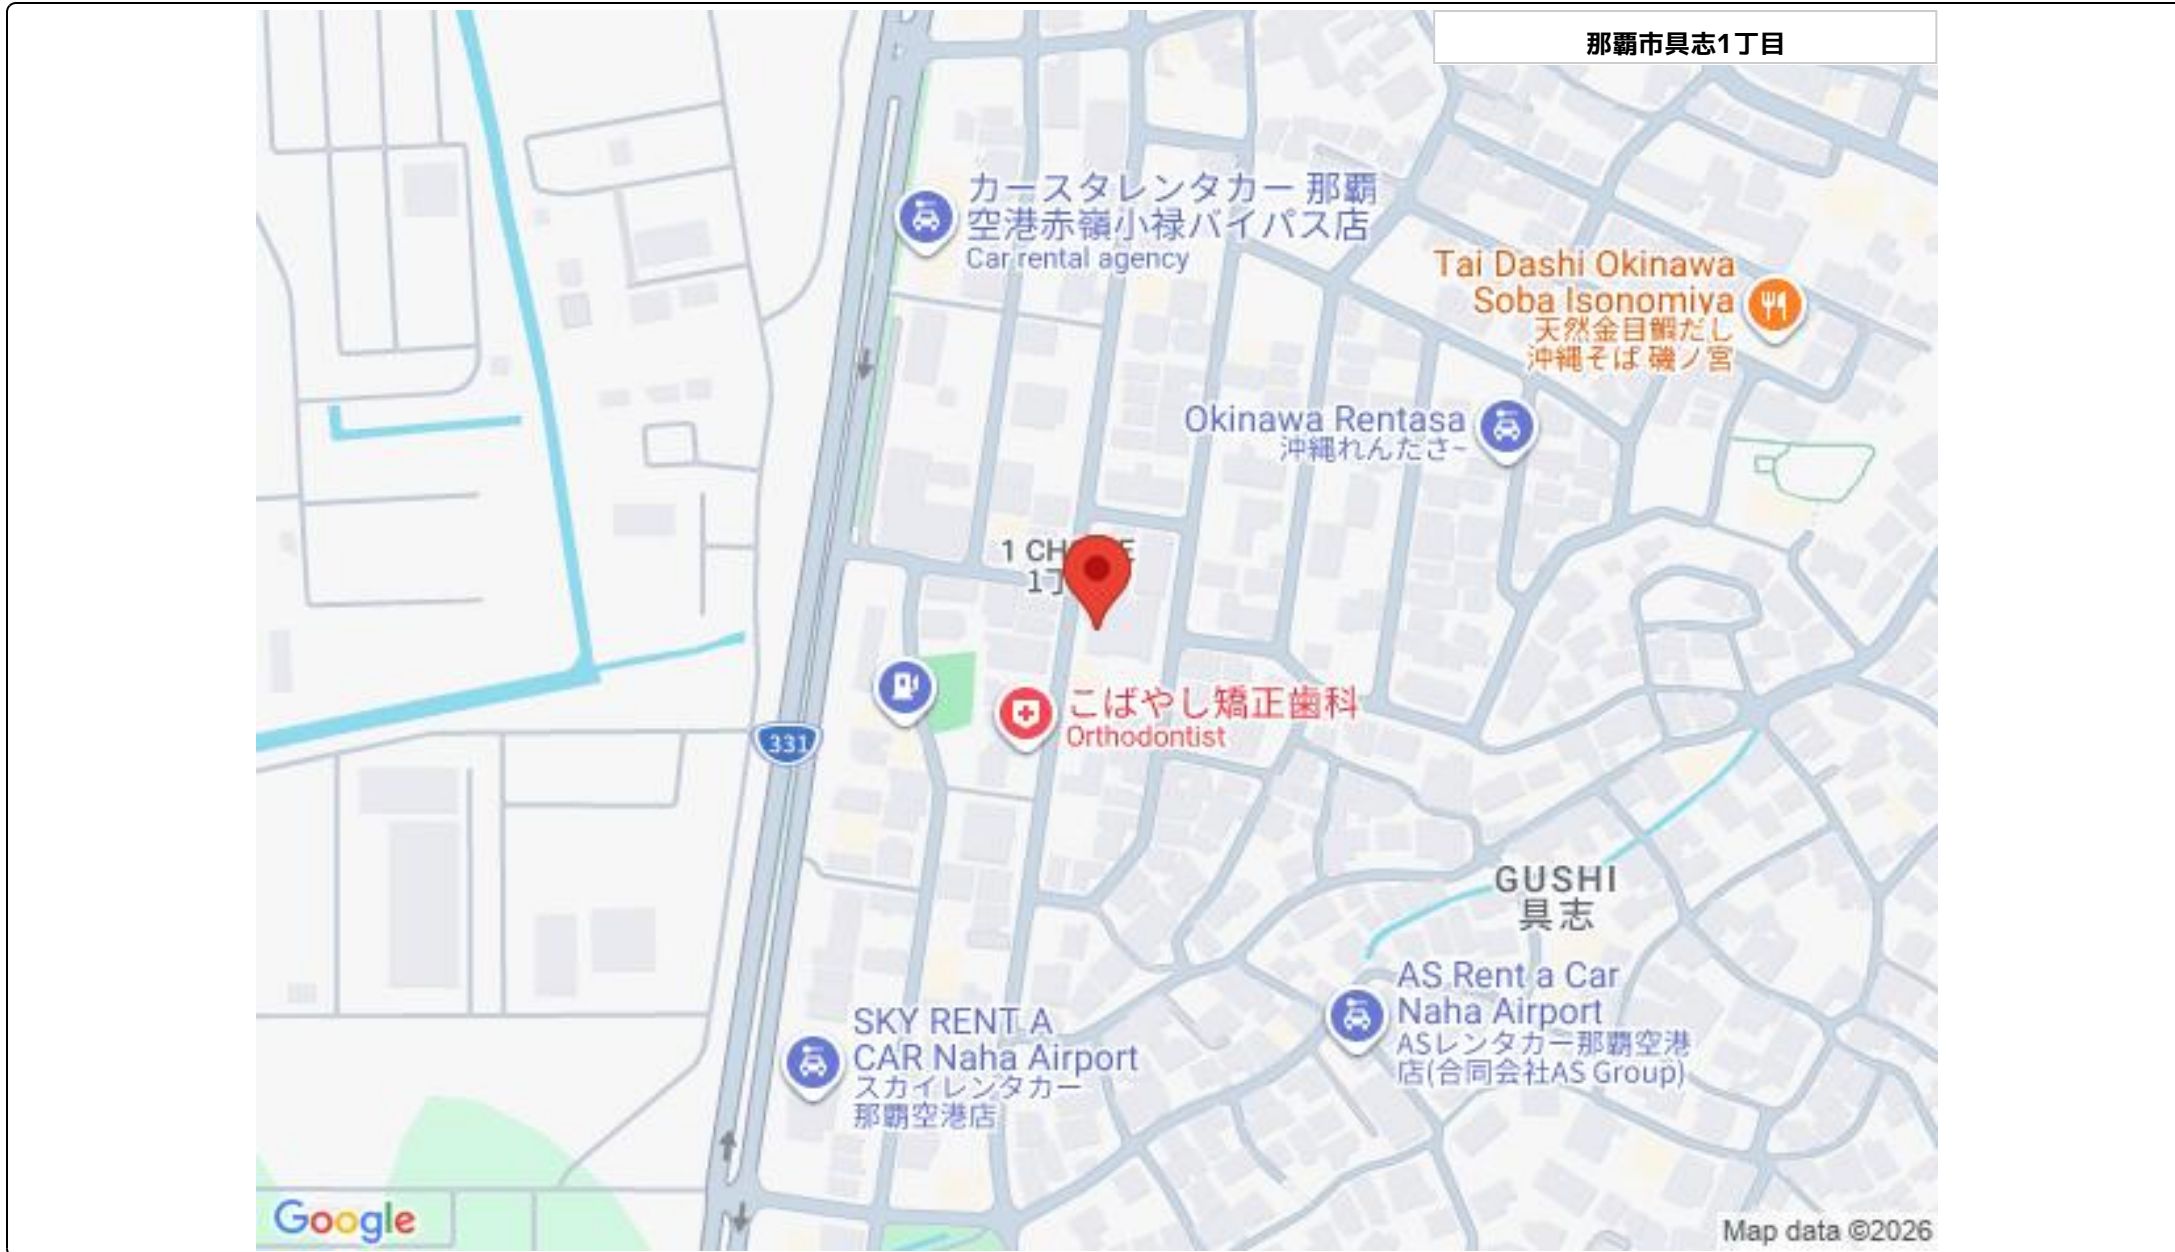 那覇市具志1丁目
カースタレンタカー 那覇
空港赤嶺小禄バイパス店
Car rental agency
Tai Dashi Okinawa
Soba Isonomiya
天然金目鯛だし
沖縄そば 磯ノ宮
Okinawa Rentasa
沖縄れんたさ~
1 CH
E
1丁
こばやし矯正歯科
Orthodontist
331
GUSHI
具志
AS Rent a Car
Naha Airport
ASレンタカー那覇空港
店(合同会社AS Group)
SKY RENT A
CAR Naha Airport
スカイレンタカー
那覇空港店
Google
Map data ©2026